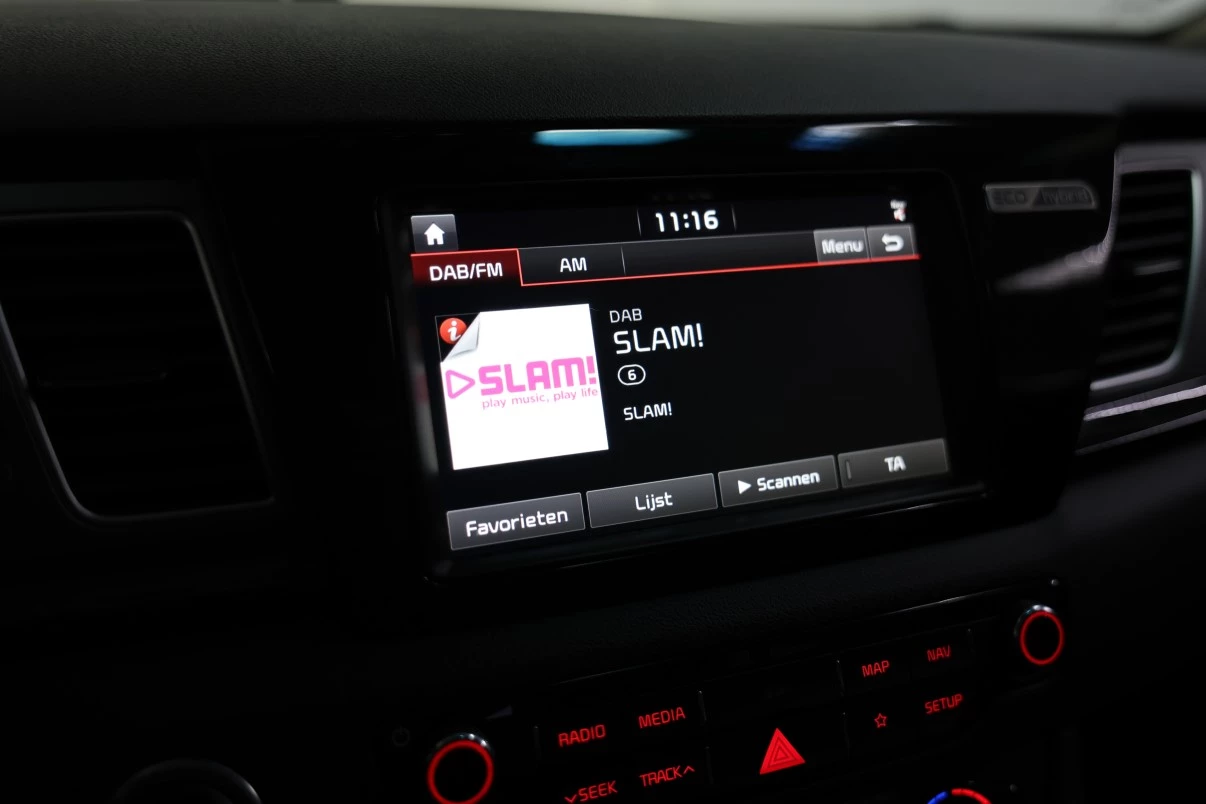 11:16
ECO hybrid
DAB/FM
AM
Menu
DAB
SLAM!
6
SLAM!
i
SLAM!
play music, play life
Favorieten
Lijst
Scannen
TA
MAP
NAV
RADIO
MEDIA
SETUP
SEEK
TRACK